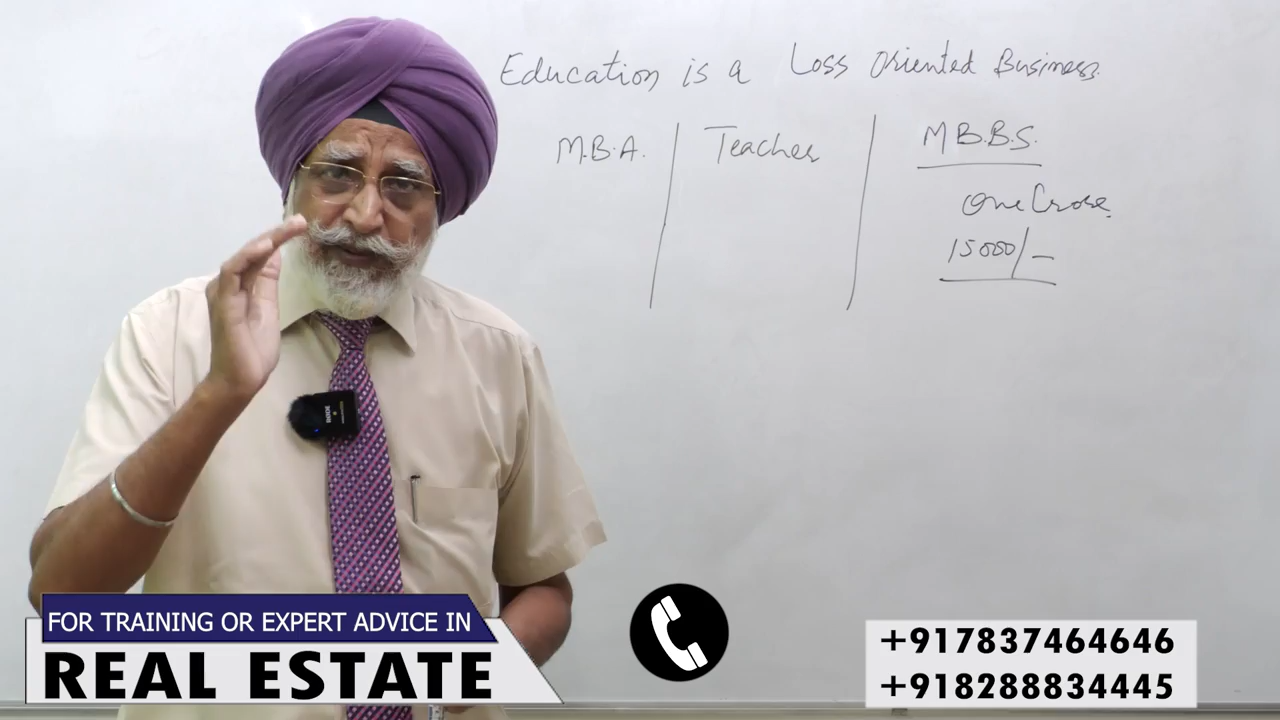 Education is a Loss Oriented Business.
M.B.A. Teacher M.B.B.S.
One Crore.
15000/-
RODE
FOR TRAINING OR EXPERT ADVICE IN
REAL ESTATE
+917837464646
+918288834445